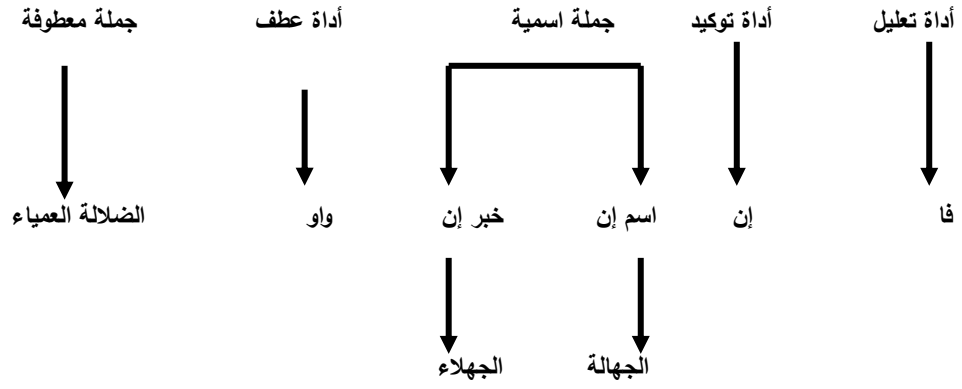 أداة تعليل أداة توكيد جملة اسمية أداة عطف جملة معطوفة
فا إن اسم إن خبر إن واو الضلالة العمياء
الجهالة الجهلاء